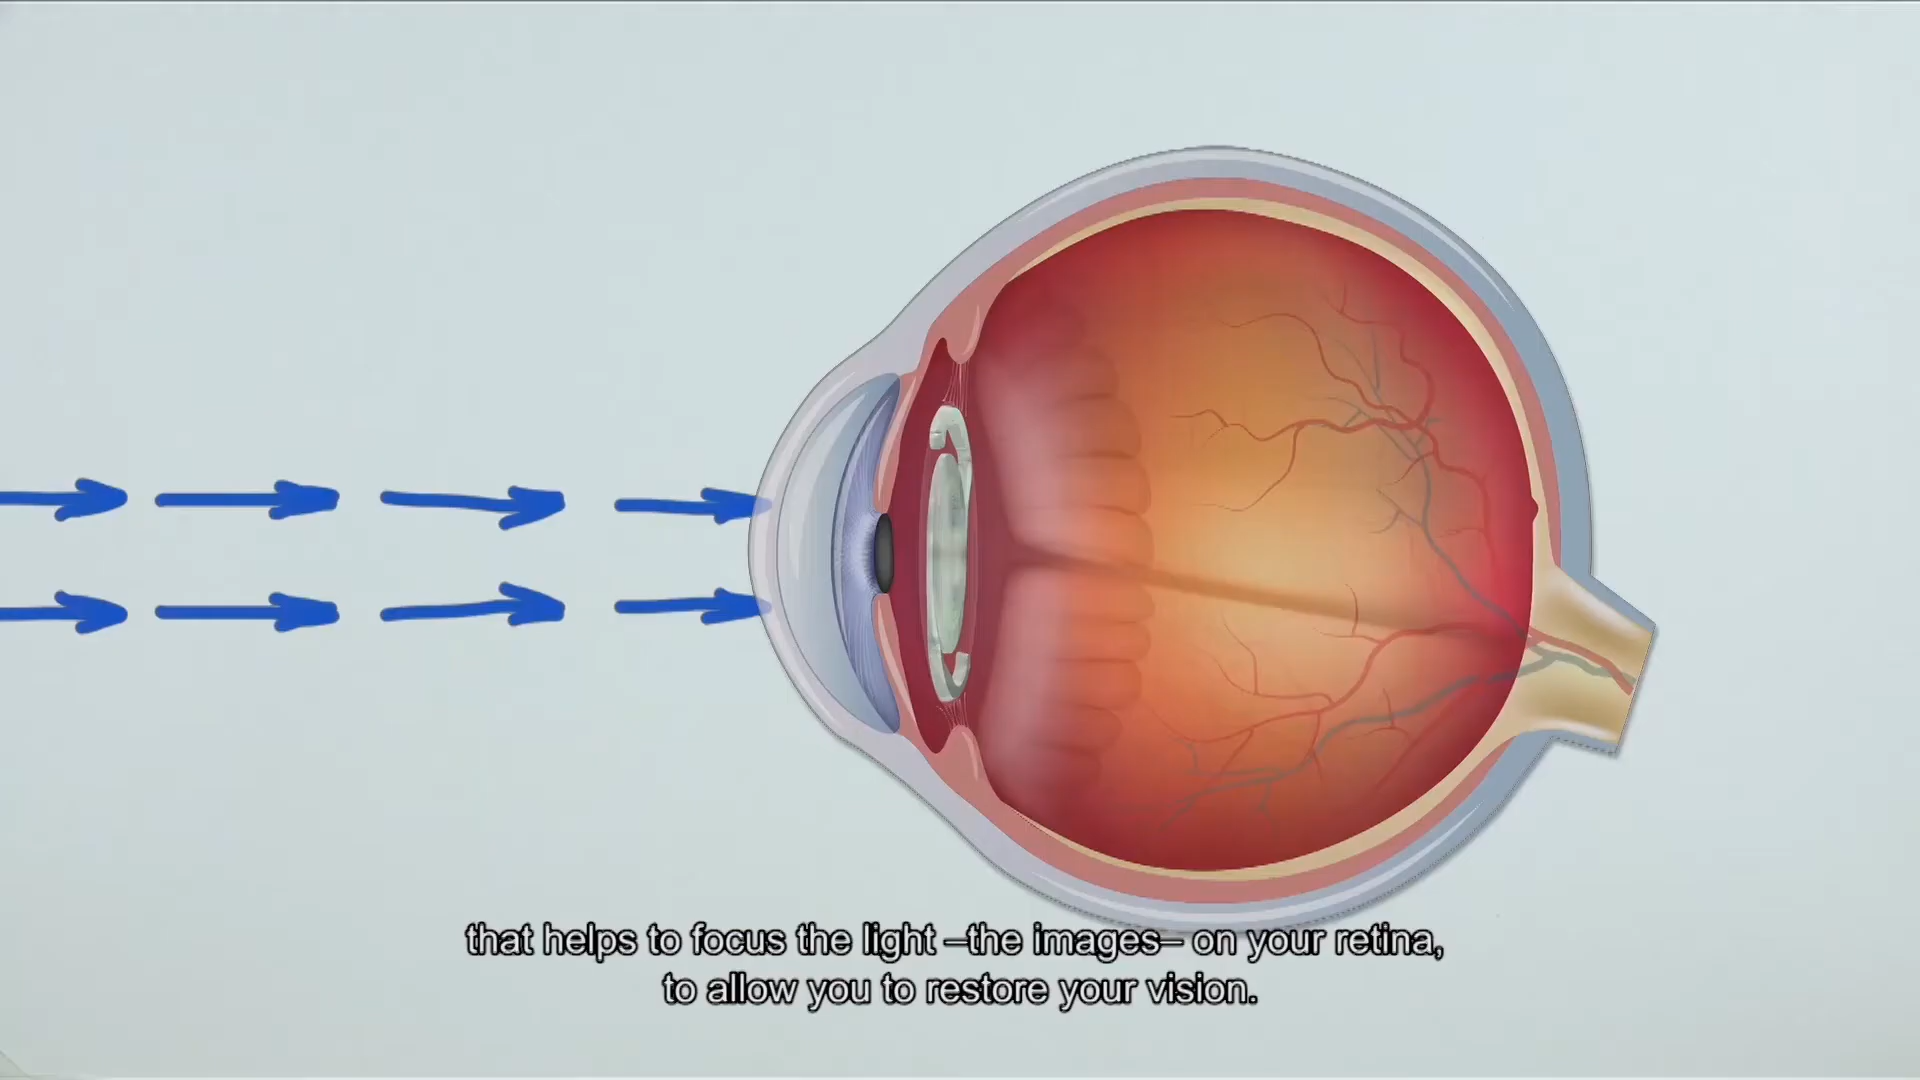 that helps to focus the light –the images– on your retina,
to allow you to restore your vision.